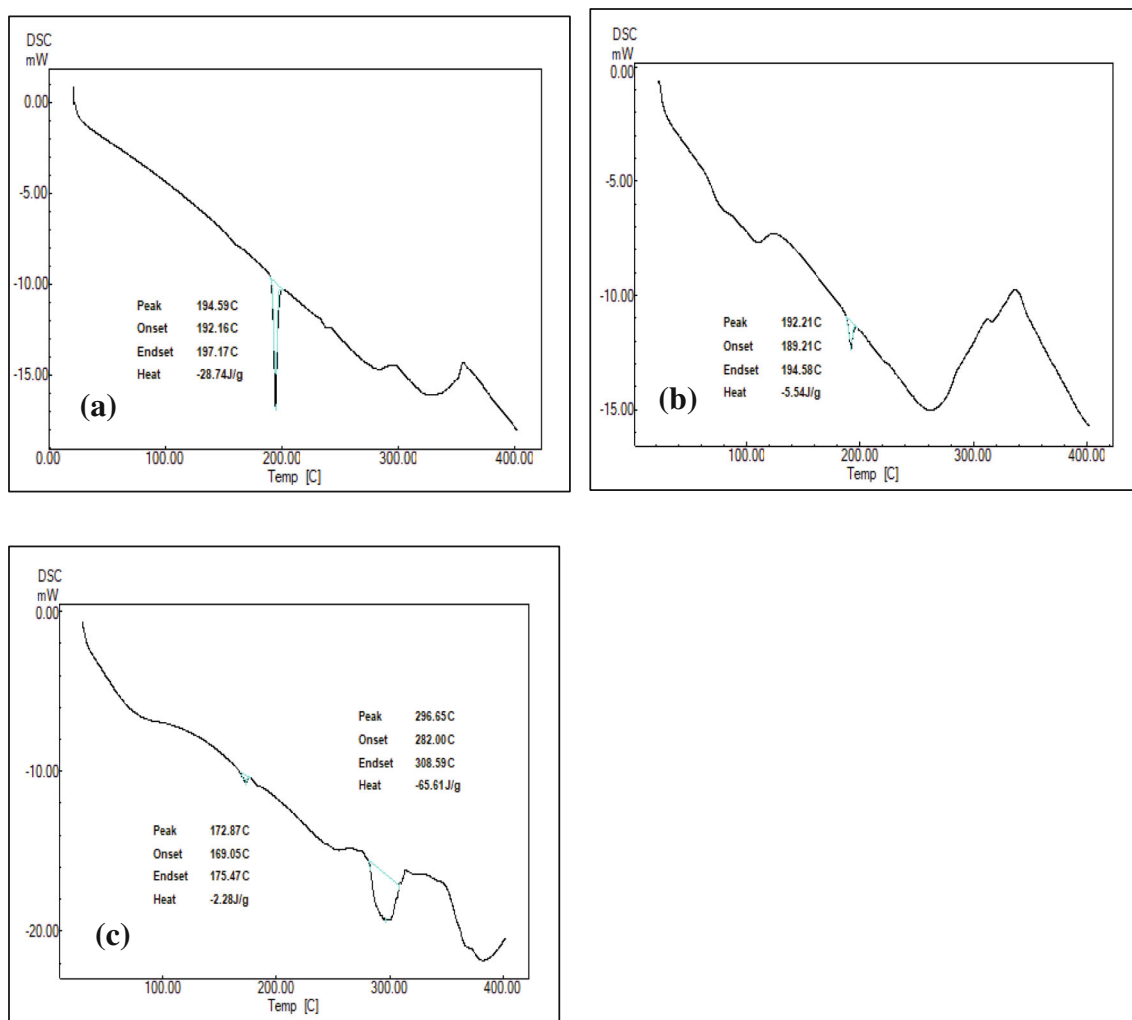 DSC
mW
0.00
-5.00
-10.00
-15.00
Peak 194.59C
Onset 192.16C
Endset 197.17C
Heat -28.74J/g
(a)
0.00 100.00 200.00 300.00 400.00
Temp [C]
DSC
mW
0.00
-5.00
-10.00
-15.00
Peak 192.21C
Onset 189.21C
Endset 194.58C
Heat -5.54J/g
(b)
100.00 200.00 300.00 400.00
Temp [C]
DSC
mW
0.00
-10.00
-20.00
Peak 296.65C
Onset 282.00C
Endset 308.59C
Heat -65.61J/g
Peak 172.87C
Onset 169.05C
Endset 175.47C
Heat -2.28J/g
(c)
100.00 200.00 300.00 400.00
Temp [C]